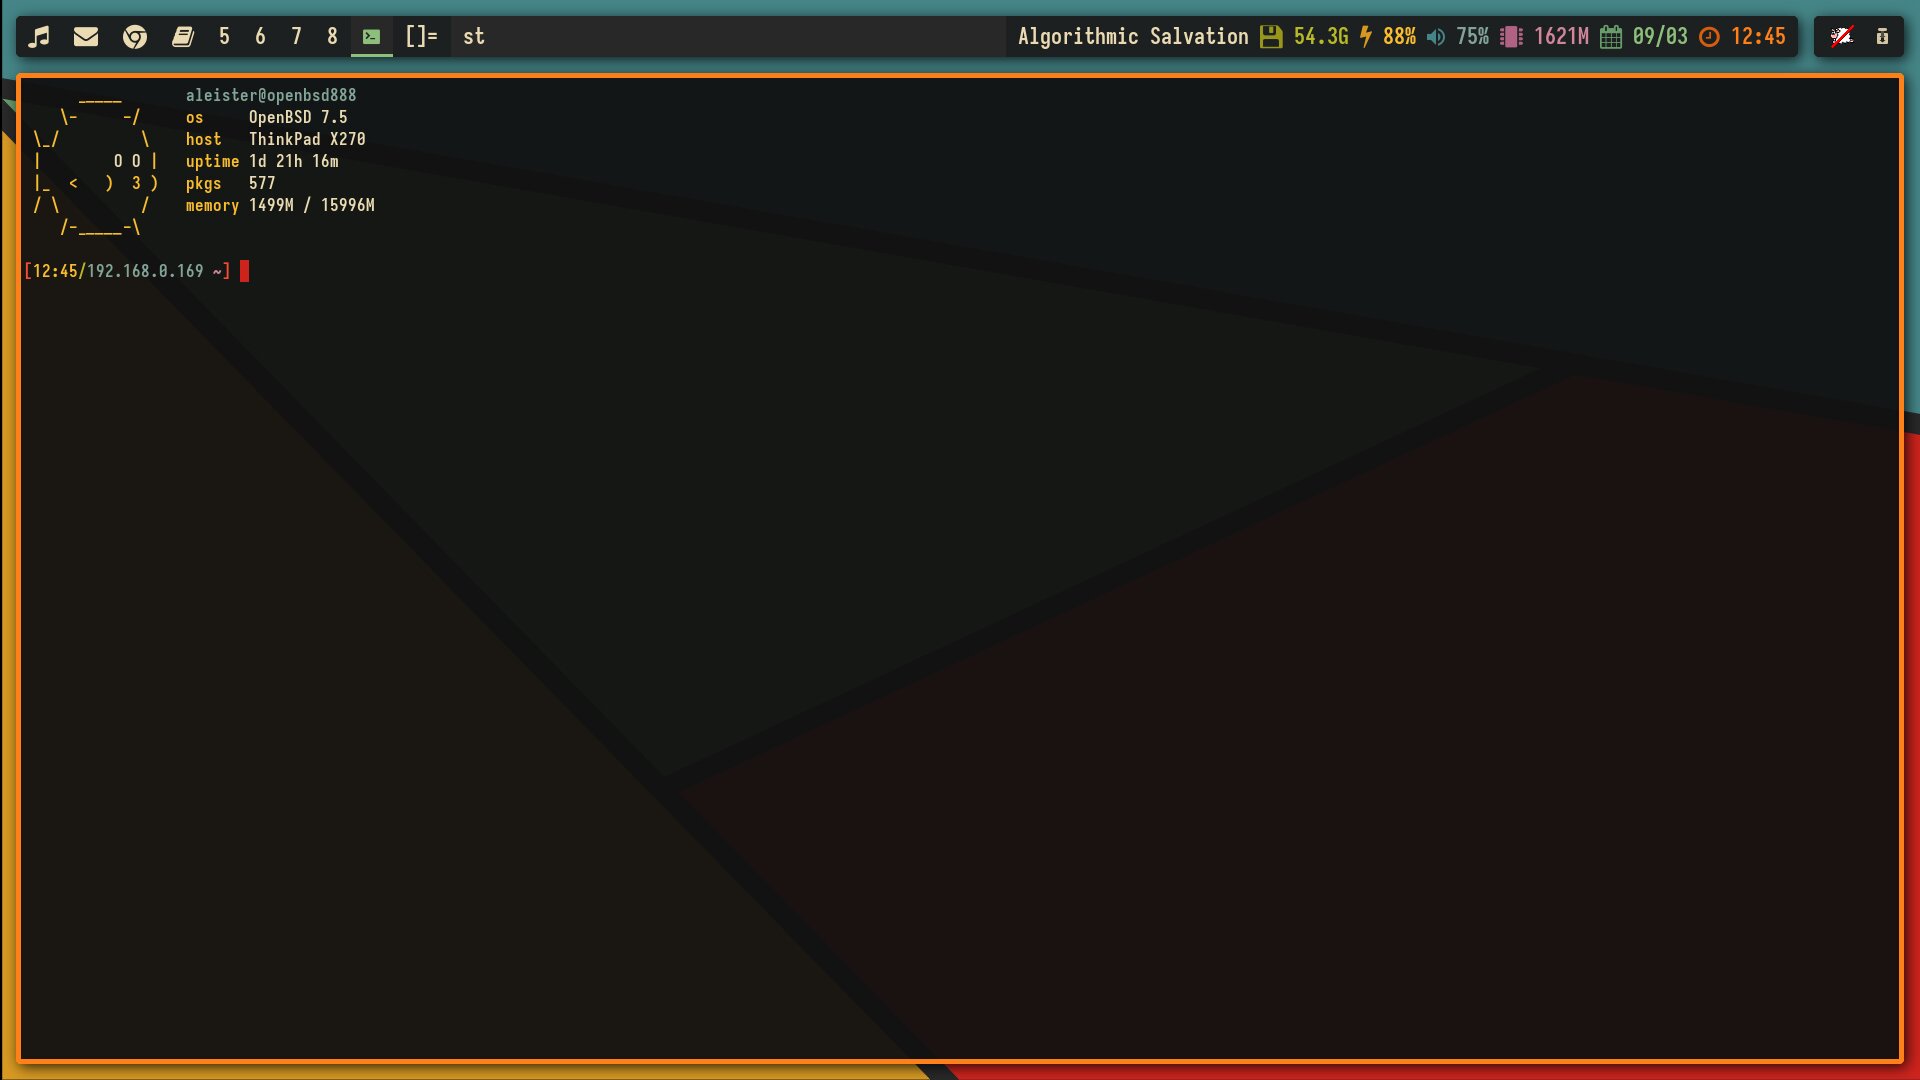 5 6 7 8 []= st Algorithmic Salvation 54.3G 88% 75% 1621M 09/03 12:45
      _____       aleister@openbsd888
    \-     -/     os     OpenBSD 7.5
 \_/         \    host   ThinkPad X270
 |        O O |   uptime 1d 21h 16m
 |_  <   )  3 )   pkgs   577
 / \         /    memory 1499M / 15996M
    /-_____-\
[12:45/192.168.0.169 ~]